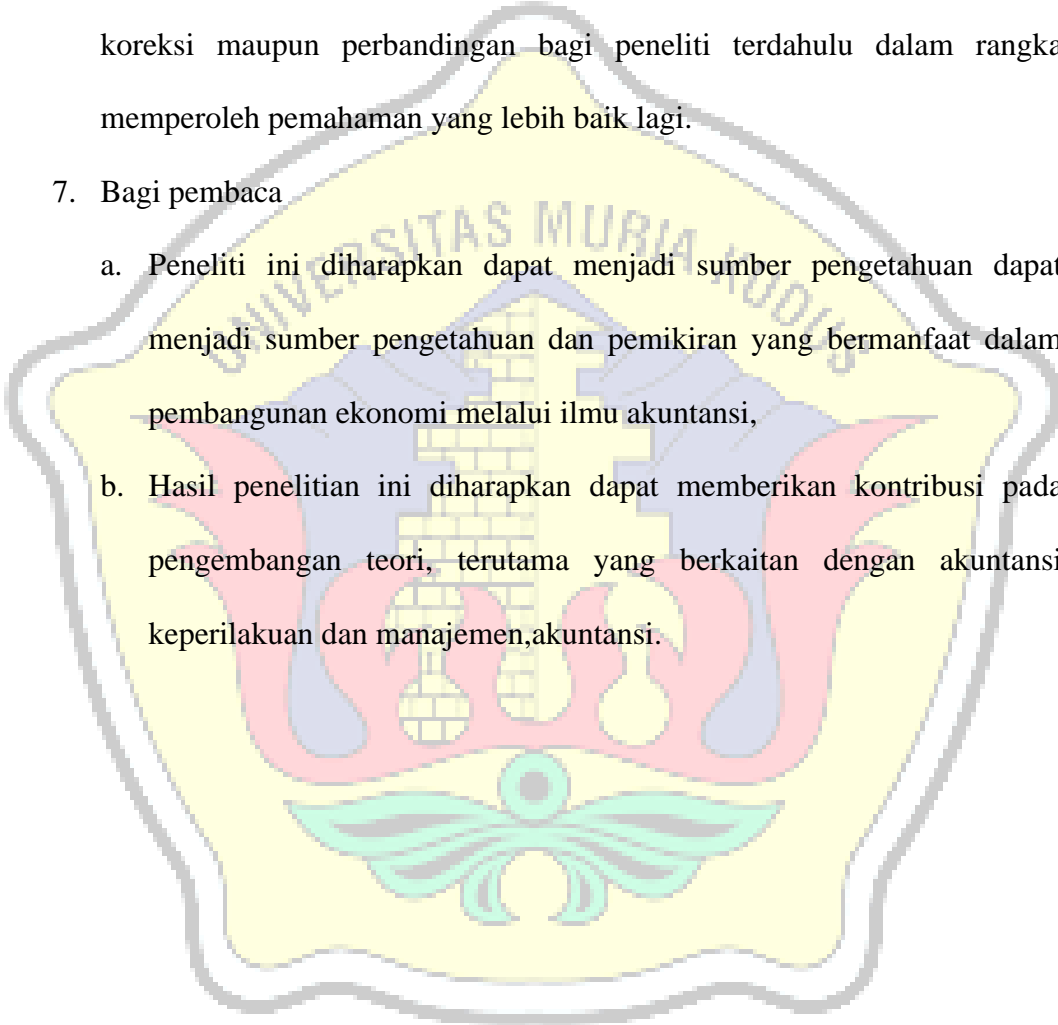 koreksi maupun perbandingan bagi peneliti terdahulu dalam rangka
memperoleh pemahaman yang lebih baik lagi.
7. Bagi pembaca
UNIVERSITAS MURIA KUDUS
a. Peneliti ini diharapkan dapat menjadi sumber pengetahuan dapat
menjadi sumber pengetahuan dan pemikiran yang bermanfaat dalam
pembangunan ekonomi melalui ilmu akuntansi,
b. Hasil penelitian ini diharapkan dapat memberikan kontribusi pada
pengembangan teori, terutama yang berkaitan dengan akuntansi
keperilakuan dan manajemen,akuntansi.